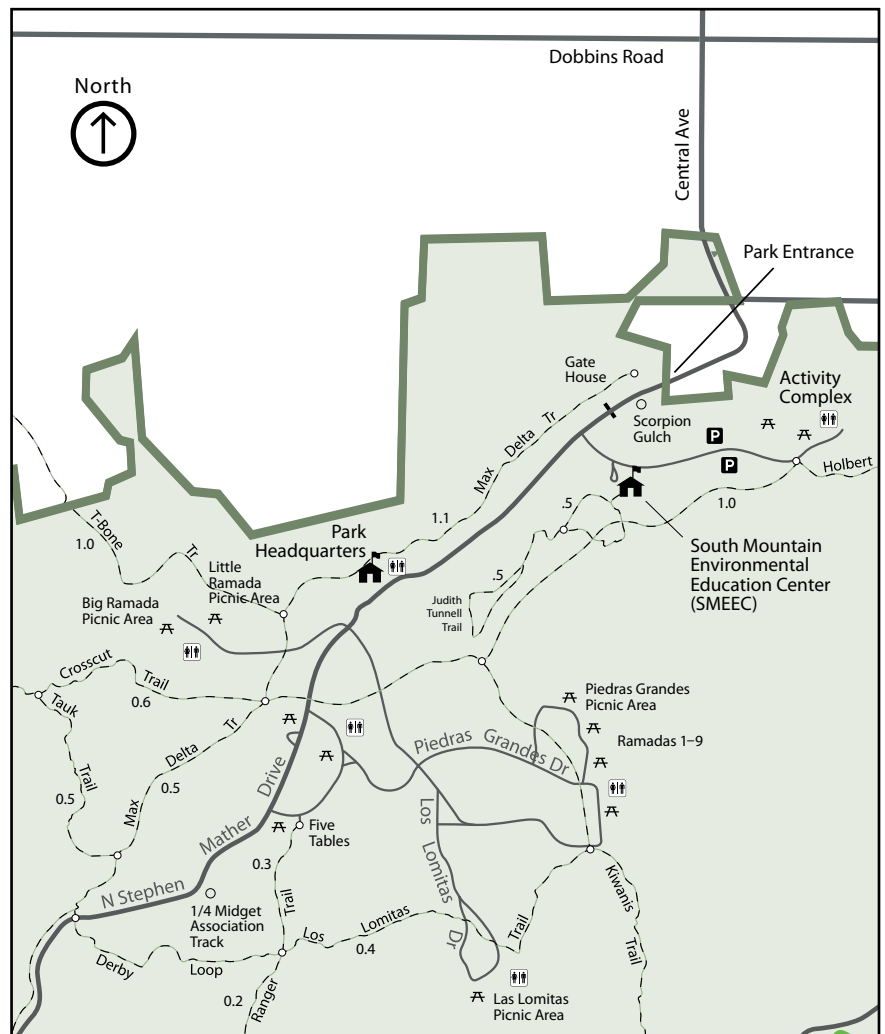 Dobbins Road
North
Central Ave
Park Entrance
Gate
House
Activity
Complex
Scorpion
Gulch
P
P
Max Delta Tr
Holbert
1.0
.5
1.1
T-Bone Tr
1.0
Park
Headquarters
South Mountain
Environmental
Education Center
(SMEEC)
Little
Ramada
Picnic Area
.5
Judith
Tunnell
Trail
Big Ramada
Picnic Area
Crosscut Trail
0.6
Tauk Trail
0.5
Piedras Grandes
Picnic Area
Ramadas 1–9
Piedras Grandes Dr
Max Delta Tr
0.5
N Stephen Mather Drive
Los Lomitas Dr
Five
Tables
0.3
1/4 Midget
Association
Track
Ranger Trail
0.2
Los Lomitas Trail
0.4
Kiwanis Trail
Derby Loop
Las Lomitas
Picnic Area